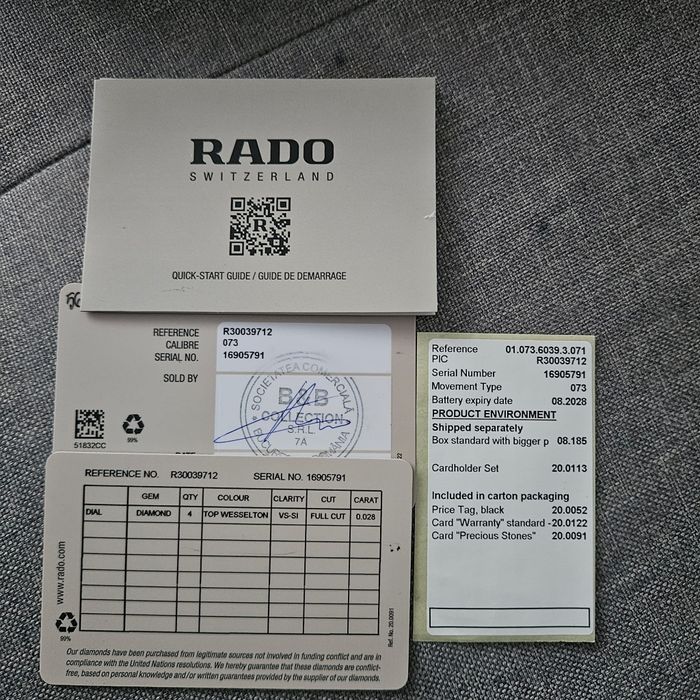 RADO
SWITZERLAND
R
QUICK-START GUIDE / GUIDE DE DEMARRAGE
REFERENCE R30039712
CALIBRE 073
SERIAL NO. 16905791
SOLD BY
SOCIETATEA COMERCIALĂ
B&B
COLLECTION
S.R.L.
7A
51832CC
99%
REFERENCE NO. R30039712 SERIAL NO. 16905791
GEM QTY COLOUR CLARITY CUT CARAT
DIAL DIAMOND 4 TOP WESSELTON VS-SI FULL CUT 0.028
www.rado.com
99%
Ref. No. 20.0091
Our diamonds have been purchased from legitimate sources not involved in funding conflict and are in
compliance with the United Nations resolutions. We hereby guarantee that these diamonds are conflict-
free, based on personal knowledge and/or written guarantees provided by the supplier of our diamonds.
Reference 01.073.6039.3.071
PIC R30039712
Serial Number 16905791
Movement Type 073
Battery expiry date 08.2028
PRODUCT ENVIRONMENT
Shipped separately
Box standard with bigger p 08.185
Cardholder Set 20.0113
Included in carton packaging
Price Tag, black 20.0052
Card "Warranty" standard - 20.0122
Card "Precious Stones" 20.0091